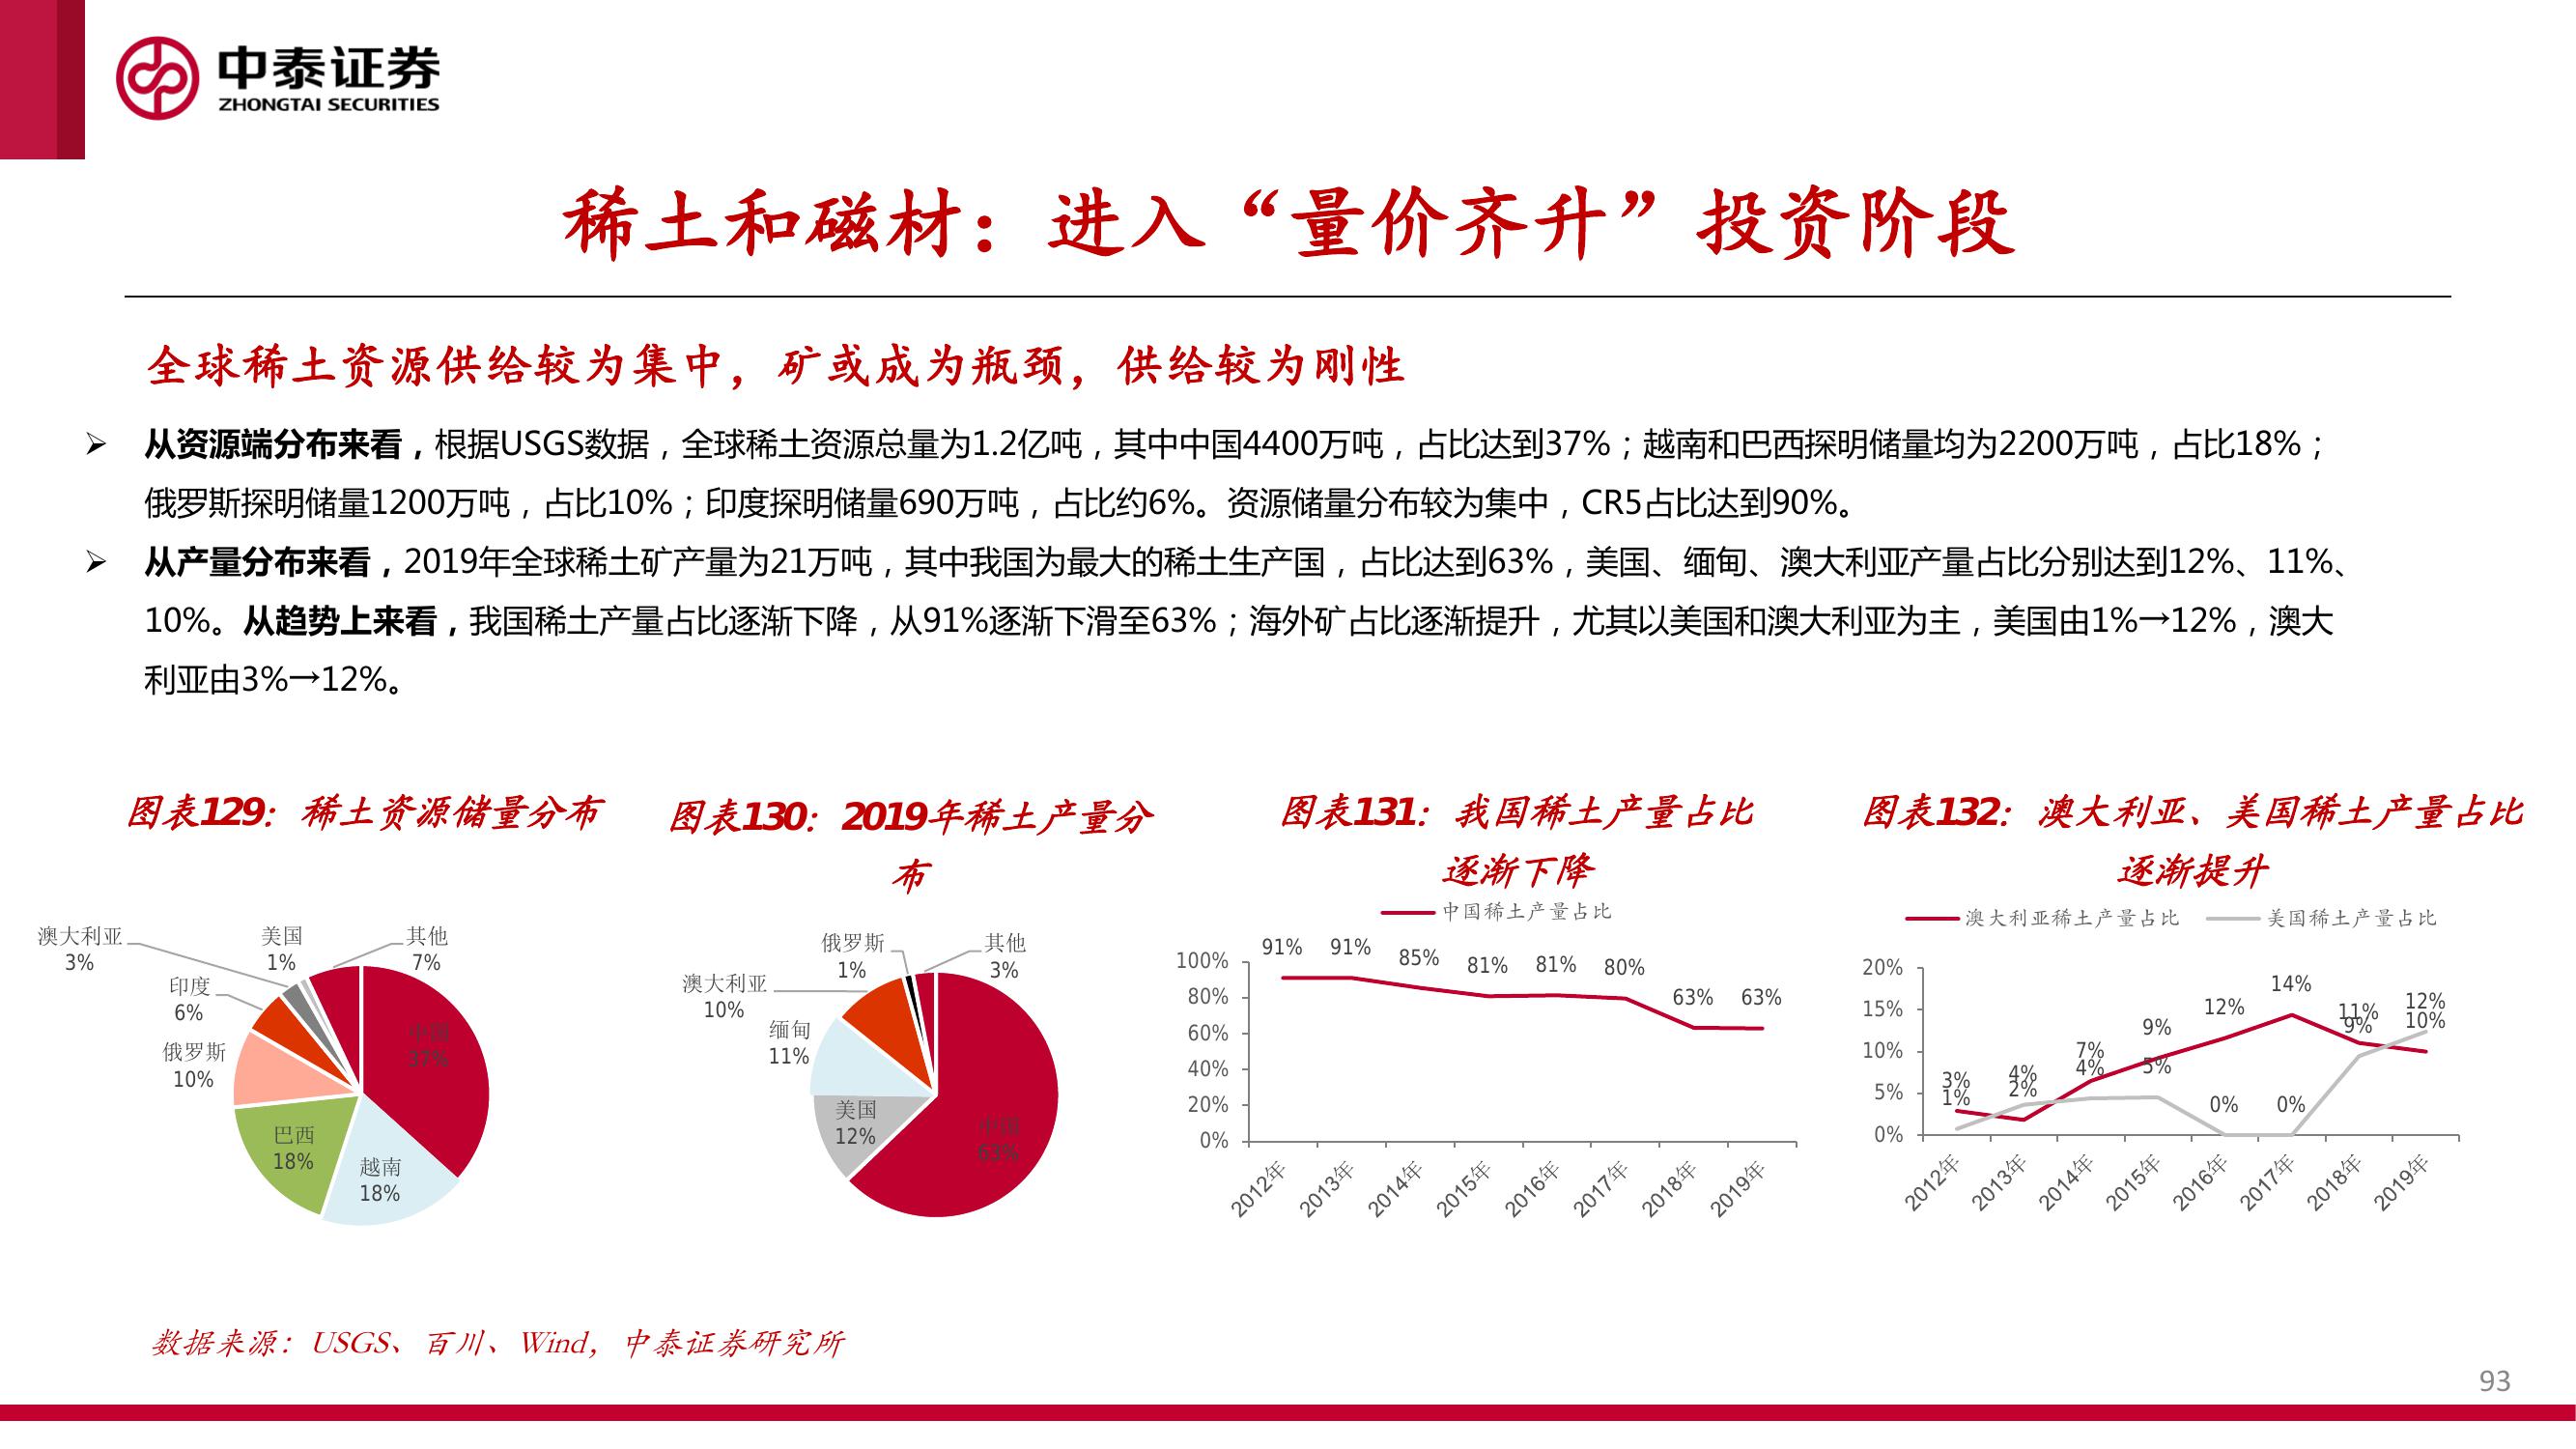 中泰证券
ZHONGTAI SECURITIES
稀土和磁材：进入“量价齐升”投资阶段
全球稀土资源供给较为集中，矿或成为瓶颈，供给较为刚性
➢ 从资源端分布来看，根据USGS数据，全球稀土资源总量为1.2亿吨，其中中国4400万吨，占比达到37%；越南和巴西探明储量均为2200万吨，占比18%；
俄罗斯探明储量1200万吨，占比10%；印度探明储量690万吨，占比约6%。资源储量分布较为集中，CR5占比达到90%。
➢ 从产量分布来看，2019年全球稀土矿产量为21万吨，其中我国为最大的稀土生产国，占比达到63%，美国、缅甸、澳大利亚产量占比分别达到12%、11%、
10%。从趋势上来看，我国稀土产量占比逐渐下降，从91%逐渐下滑至63%；海外矿占比逐渐提升，尤其以美国和澳大利亚为主，美国由1%→12%，澳大
利亚由3%→12%。
图表129：稀土资源储量分布
澳大利亚
3%
美国
1%
其他
7%
印度
6%
俄罗斯
10%
中国
37%
巴西
18%
越南
18%
图表130：2019年稀土产量分
布
俄罗斯
1%
其他
3%
澳大利亚
10%
缅甸
11%
美国
12%
中国
63%
图表131：我国稀土产量占比
逐渐下降
中国稀土产量占比
100%
80%
60%
40%
20%
0%
91%
91%
85%
81%
81%
80%
63%
63%
2012年
2013年
2014年
2015年
2016年
2017年
2018年
2019年
图表132：澳大利亚、美国稀土产量占比
逐渐提升
澳大利亚稀土产量占比
美国稀土产量占比
20%
15%
10%
5%
0%
3%
1%
4%
2%
7%
4%
9%
5%
12%
0%
14%
0%
11%
9%
12%
10%
2012年
2013年
2014年
2015年
2016年
2017年
2018年
2019年
数据来源：USGS、百川、Wind，中泰证券研究所
93